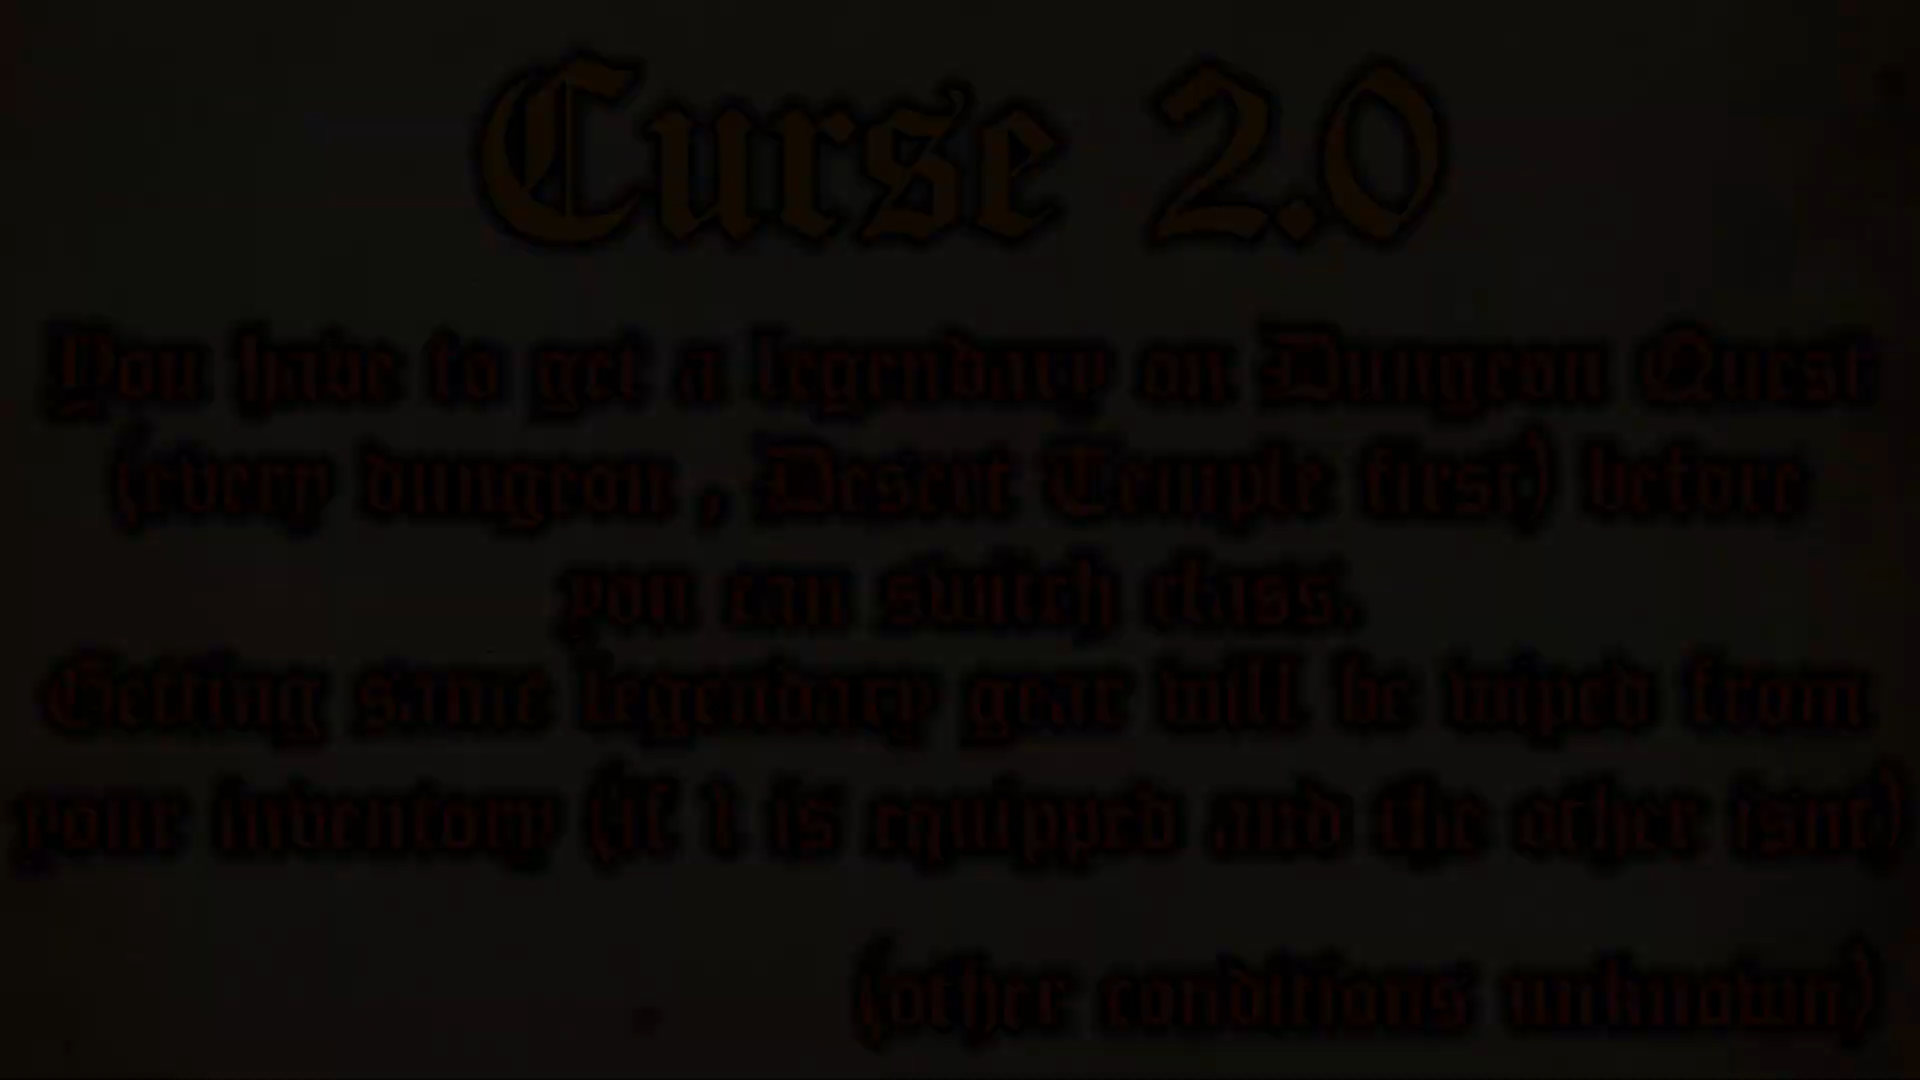 Curse 2.0
You have to get a legendary on Dungeon Quest
(every dungeon , Desert Temple first) before
you can switch class.
Getting same legendary gear will be wiped from
your inventory (if 1 is equipped and the other isnt)
(other conditions unknown)